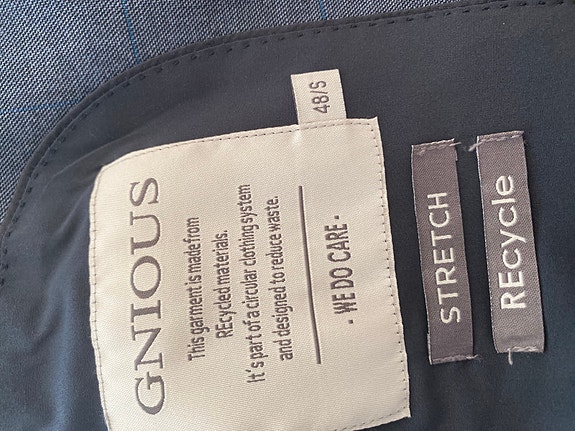 GNIOUS
This garment is made from
REcycled materials.
It's part of a circular clothing system
and designed to reduce waste.
- WE DO CARE -
48/S
STRETCH
REcycle